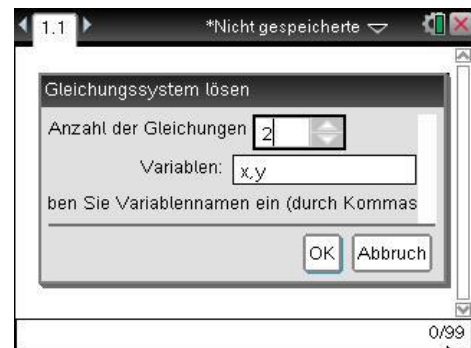 1.1 *Nicht gespeicherte
Gleichungssystem lösen
Anzahl der Gleichungen 2
Variablen: x,y
ben Sie Variablennamen ein (durch Kommas
OK Abbruch
0/99